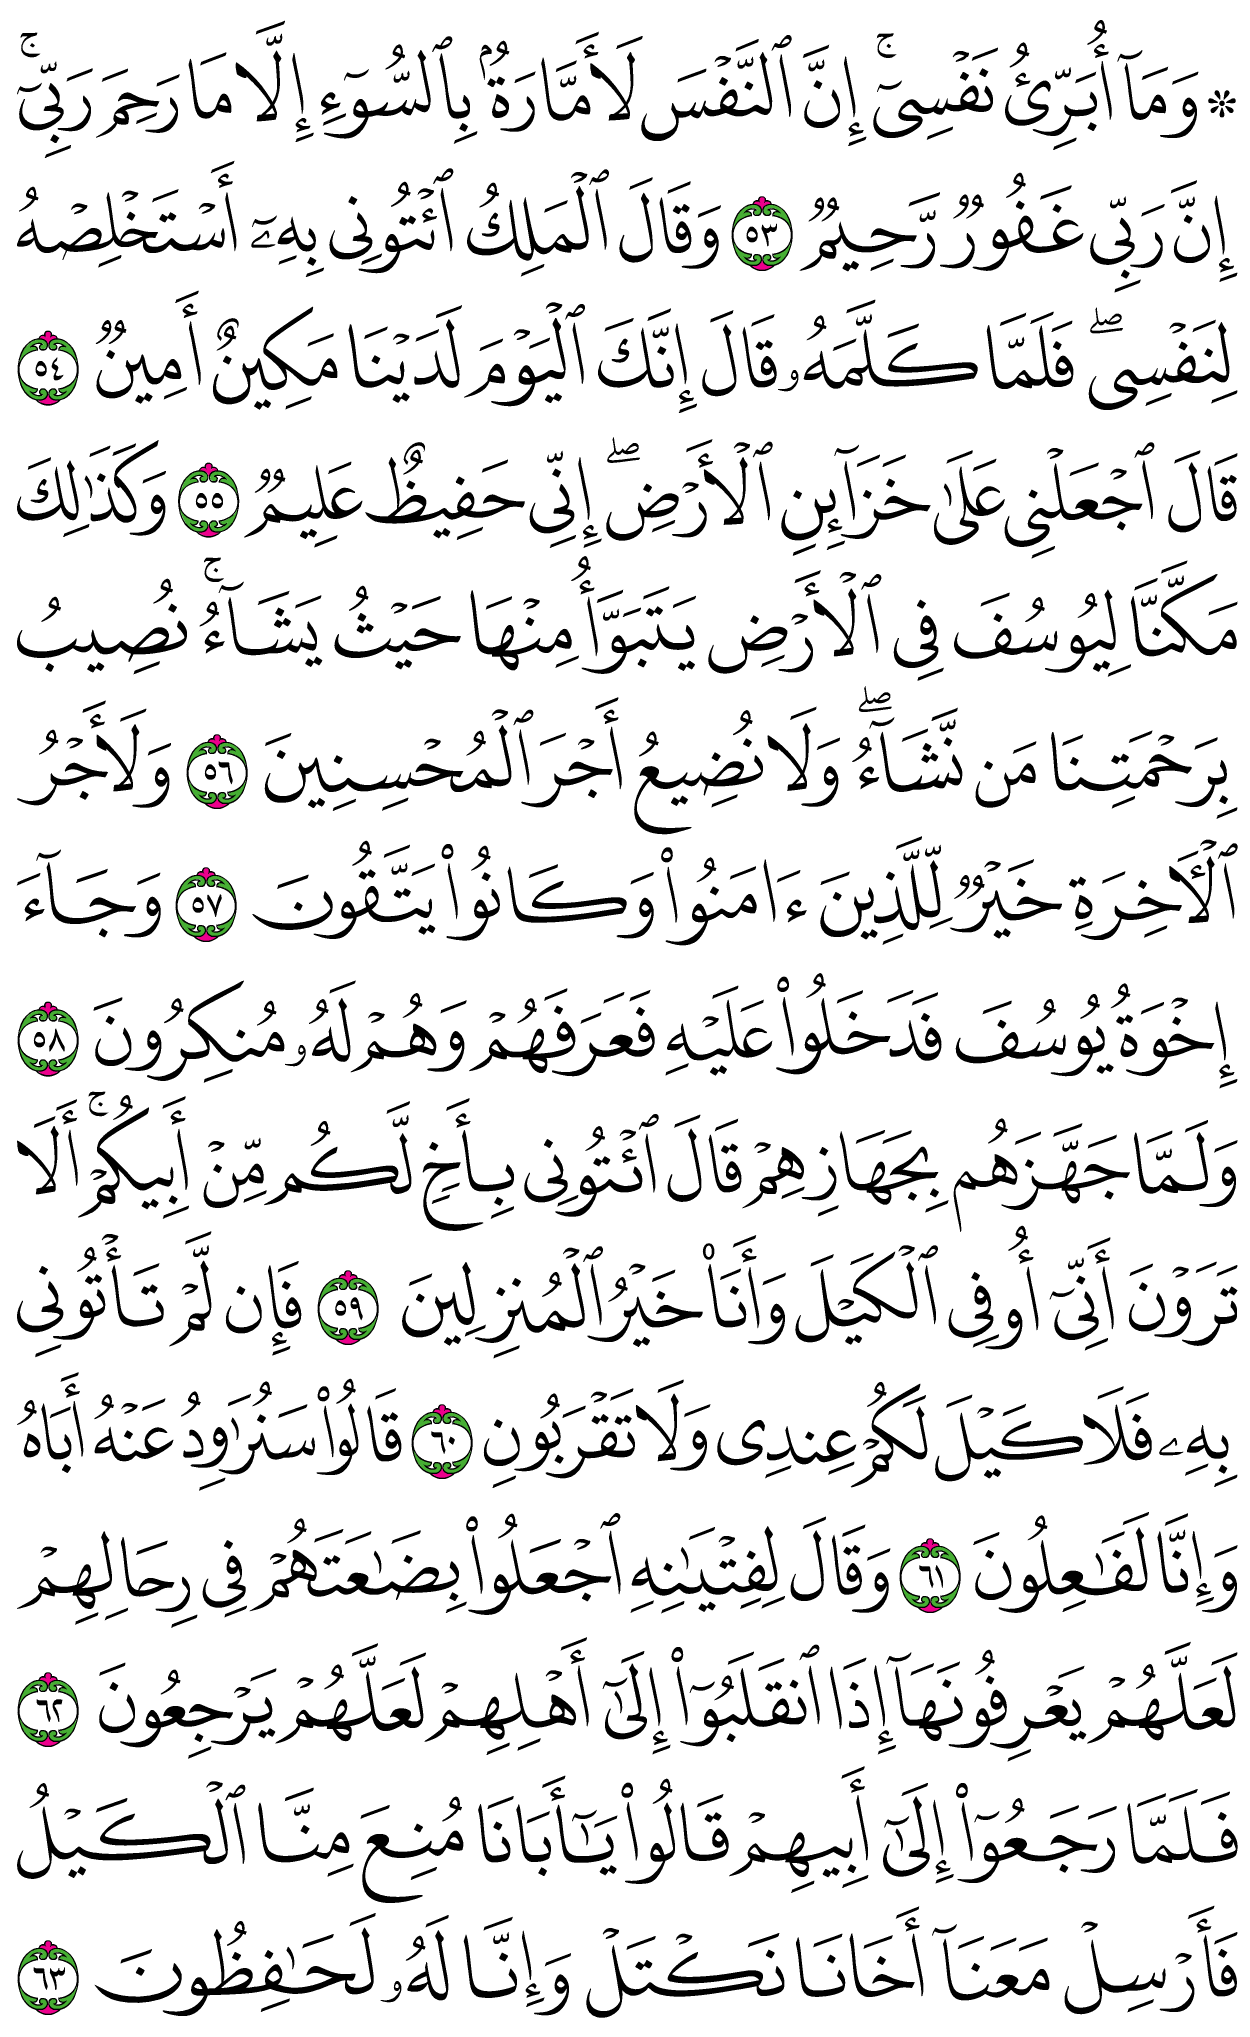 ۞ وَمَآ أُبَرِّئُ نَفْسِىٓ ۚ إِنَّ ٱلنَّفْسَ لَأَمَّارَةٌۢ بِٱلسُّوٓءِ إِلَّا مَا رَحِمَ رَبِّىٓ ۚ
إِنَّ رَبِّى غَفُورٌ رَّحِيمٌ ٥٣ وَقَالَ ٱلْمَلِكُ ٱئْتُونِى بِهِۦٓ أَسْتَخْلِصْهُ
لِنَفْسِى ۖ فَلَمَّا كَلَّمَهُۥ قَالَ إِنَّكَ ٱلْيَوْمَ لَدَيْنَا مَكِينٌ أَمِينٌ ٥٤
قَالَ ٱجْعَلْنِى عَلَىٰ خَزَآئِنِ ٱلْأَرْضِ ۖ إِنِّى حَفِيظٌ عَلِيمٌ ٥٥ وَكَذَٰلِكَ
مَكَّنَّا لِيُوسُفَ فِى ٱلْأَرْضِ يَتَبَوَّأُ مِنْهَا حَيْثُ يَشَآءُ ۚ نُصِيبُ
بِرَحْمَتِنَا مَن نَّشَآءُ ۖ وَلَا نُضِيعُ أَجْرَ ٱلْمُحْسِنِينَ ٥٦ وَلَأَجْرُ
ٱلْـَٔاخِرَةِ خَيْرٌ لِّلَّذِينَ ءَامَنُوا۟ وَكَانُوا۟ يَتَّقُونَ ٥٧ وَجَآءَ
إِخْوَةُ يُوسُفَ فَدَخَلُوا۟ عَلَيْهِ فَعَرَفَهُمْ وَهُمْ لَهُۥ مُنكِرُونَ ٥٨
وَلَمَّا جَهَّزَهُم بِجَهَازِهِمْ قَالَ ٱئْتُونِى بِأَخٍ لَّكُم مِّنْ أَبِيكُمْ ۚ أَلَا
تَرَوْنَ أَنِّىٓ أُوفِى ٱلْكَيْلَ وَأَنَا۠ خَيْرُ ٱلْمُنزِلِينَ ٥٩ فَإِن لَّمْ تَأْتُونِى
بِهِۦ فَلَا كَيْلَ لَكُمْ عِندِى وَلَا تَقْرَبُونِ ٦٠ قَالُوا۟ سَنُرَٰوِدُ عَنْهُ أَبَاهُ
وَإِنَّا لَفَـٰعِلُونَ ٦١ وَقَالَ لِفِتْيَـٰنِهِ ٱجْعَلُوا۟ بِضَـٰعَتَهُمْ فِى رِحَالِهِمْ
لَعَلَّهُمْ يَعْرِفُونَهَآ إِذَا ٱنقَلَبُوٓا۟ إِلَىٰٓ أَهْلِهِمْ لَعَلَّهُمْ يَرْجِعُونَ ٦٢
فَلَمَّا رَجَعُوٓا۟ إِلَىٰٓ أَبِيهِمْ قَالُوا۟ يَـٰٓأَبَانَا مُنِعَ مِنَّا ٱلْكَيْلُ
فَأَرْسِلْ مَعَنَآ أَخَانَا نَكْتَلْ وَإِنَّا لَهُۥ لَحَـٰفِظُونَ ٦٣